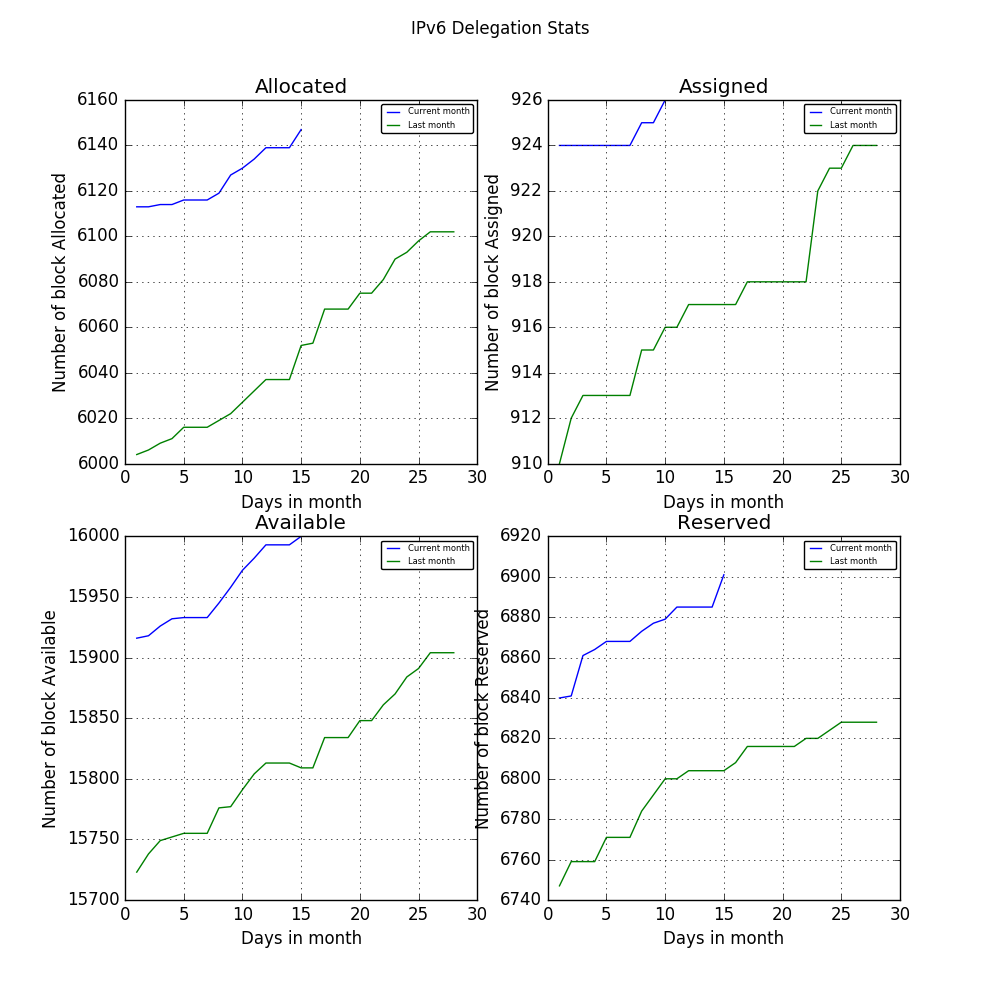 IPv6 Delegation Stats
Allocated
Number of block Allocated
6160
6140
6120
6100
6080
6060
6040
6020
6000
Current month
Last month
0 5 10 15 20 25 30
Days in month
Assigned
Number of block Assigned
926
924
922
920
918
916
914
912
910
Current month
Last month
0 5 10 15 20 25 30
Days in month
Available
Number of block Available
16000
15950
15900
15850
15800
15750
15700
Current month
Last month
0 5 10 15 20 25 30
Days in month
Reserved
Number of block Reserved
6920
6900
6880
6860
6840
6820
6800
6780
6760
6740
Current month
Last month
0 5 10 15 20 25 30
Days in month